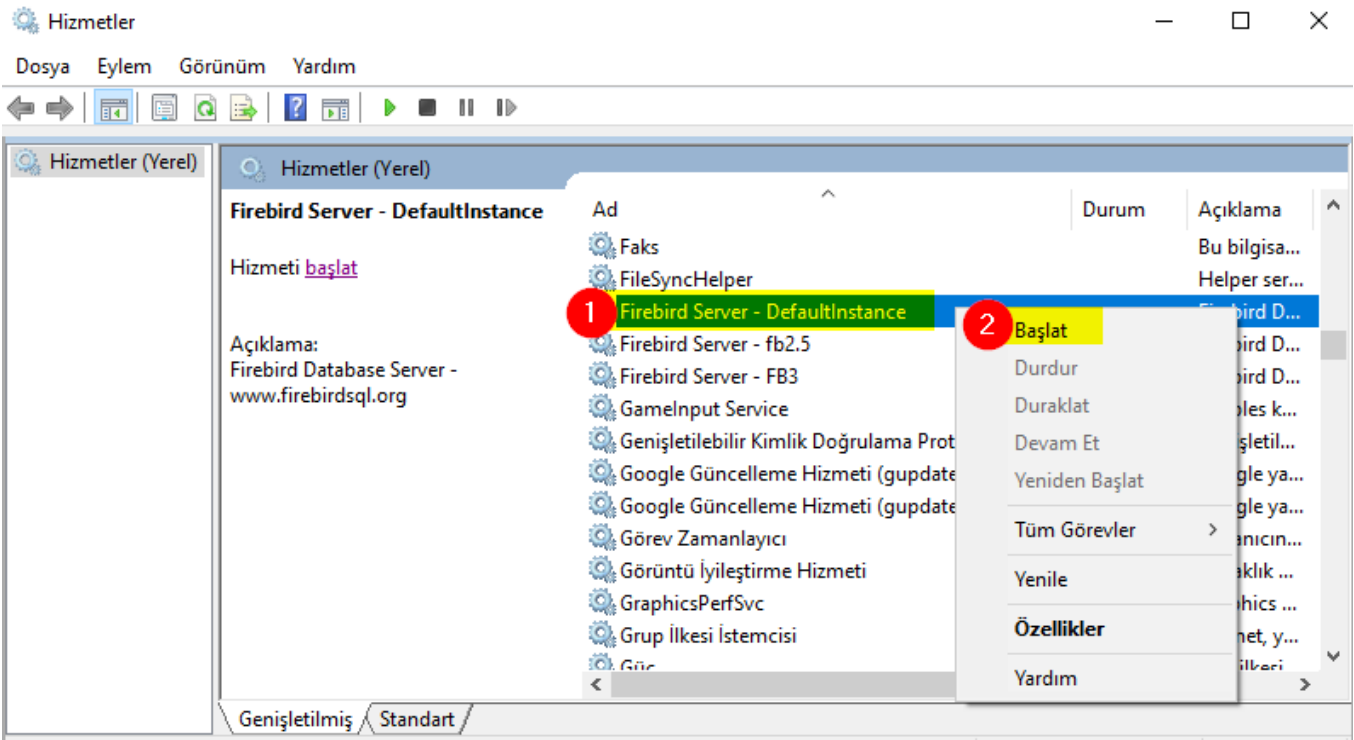 Hizmetler
Dosya Eylem Görünüm Yardım
Hizmetler (Yerel)
Hizmetler (Yerel)
Firebird Server - DefaultInstance
Hizmeti başlat
Açıklama:
Firebird Database Server -
www.firebirdsql.org
Ad Durum Açıklama
Faks Bu bilgisa...
FileSyncHelper Helper ser...
1 Firebird Server - DefaultInstance
Firebird Server - fb2.5
Firebird Server - FB3
GameInput Service
Genişletilebilir Kimlik Doğrulama Prot
Google Güncelleme Hizmeti (gupdate
Google Güncelleme Hizmeti (gupdate
Görev Zamanlayıcı
Görüntü İyileştirme Hizmeti
GraphicsPerfSvc
Grup İlkesi İstemcisi
Güç
2 Başlat
Durdur
Duraklat
Devam Et
Yeniden Başlat
Tüm Görevler
Yenile
Özellikler
Yardım
Genişletilmiş Standart